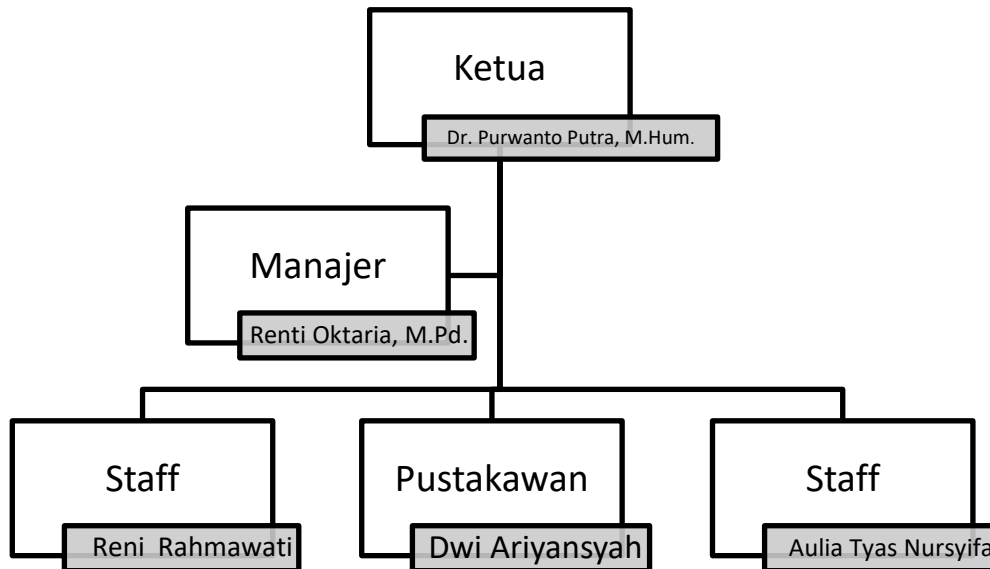 Ketua
Dr. Purwanto Putra, M.Hum.
Manajer
Renti Oktaria, M.Pd.
Staff
Reni Rahmawati
Pustakawan
Dwi Ariyansyah
Staff
Aulia Tyas Nursyifa